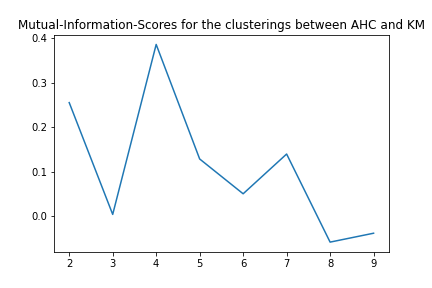 Mutual-Information-Scores for the clusterings between AHC and KM
0.4
0.3
0.2
0.1
0.0
2 3 4 5 6 7 8 9